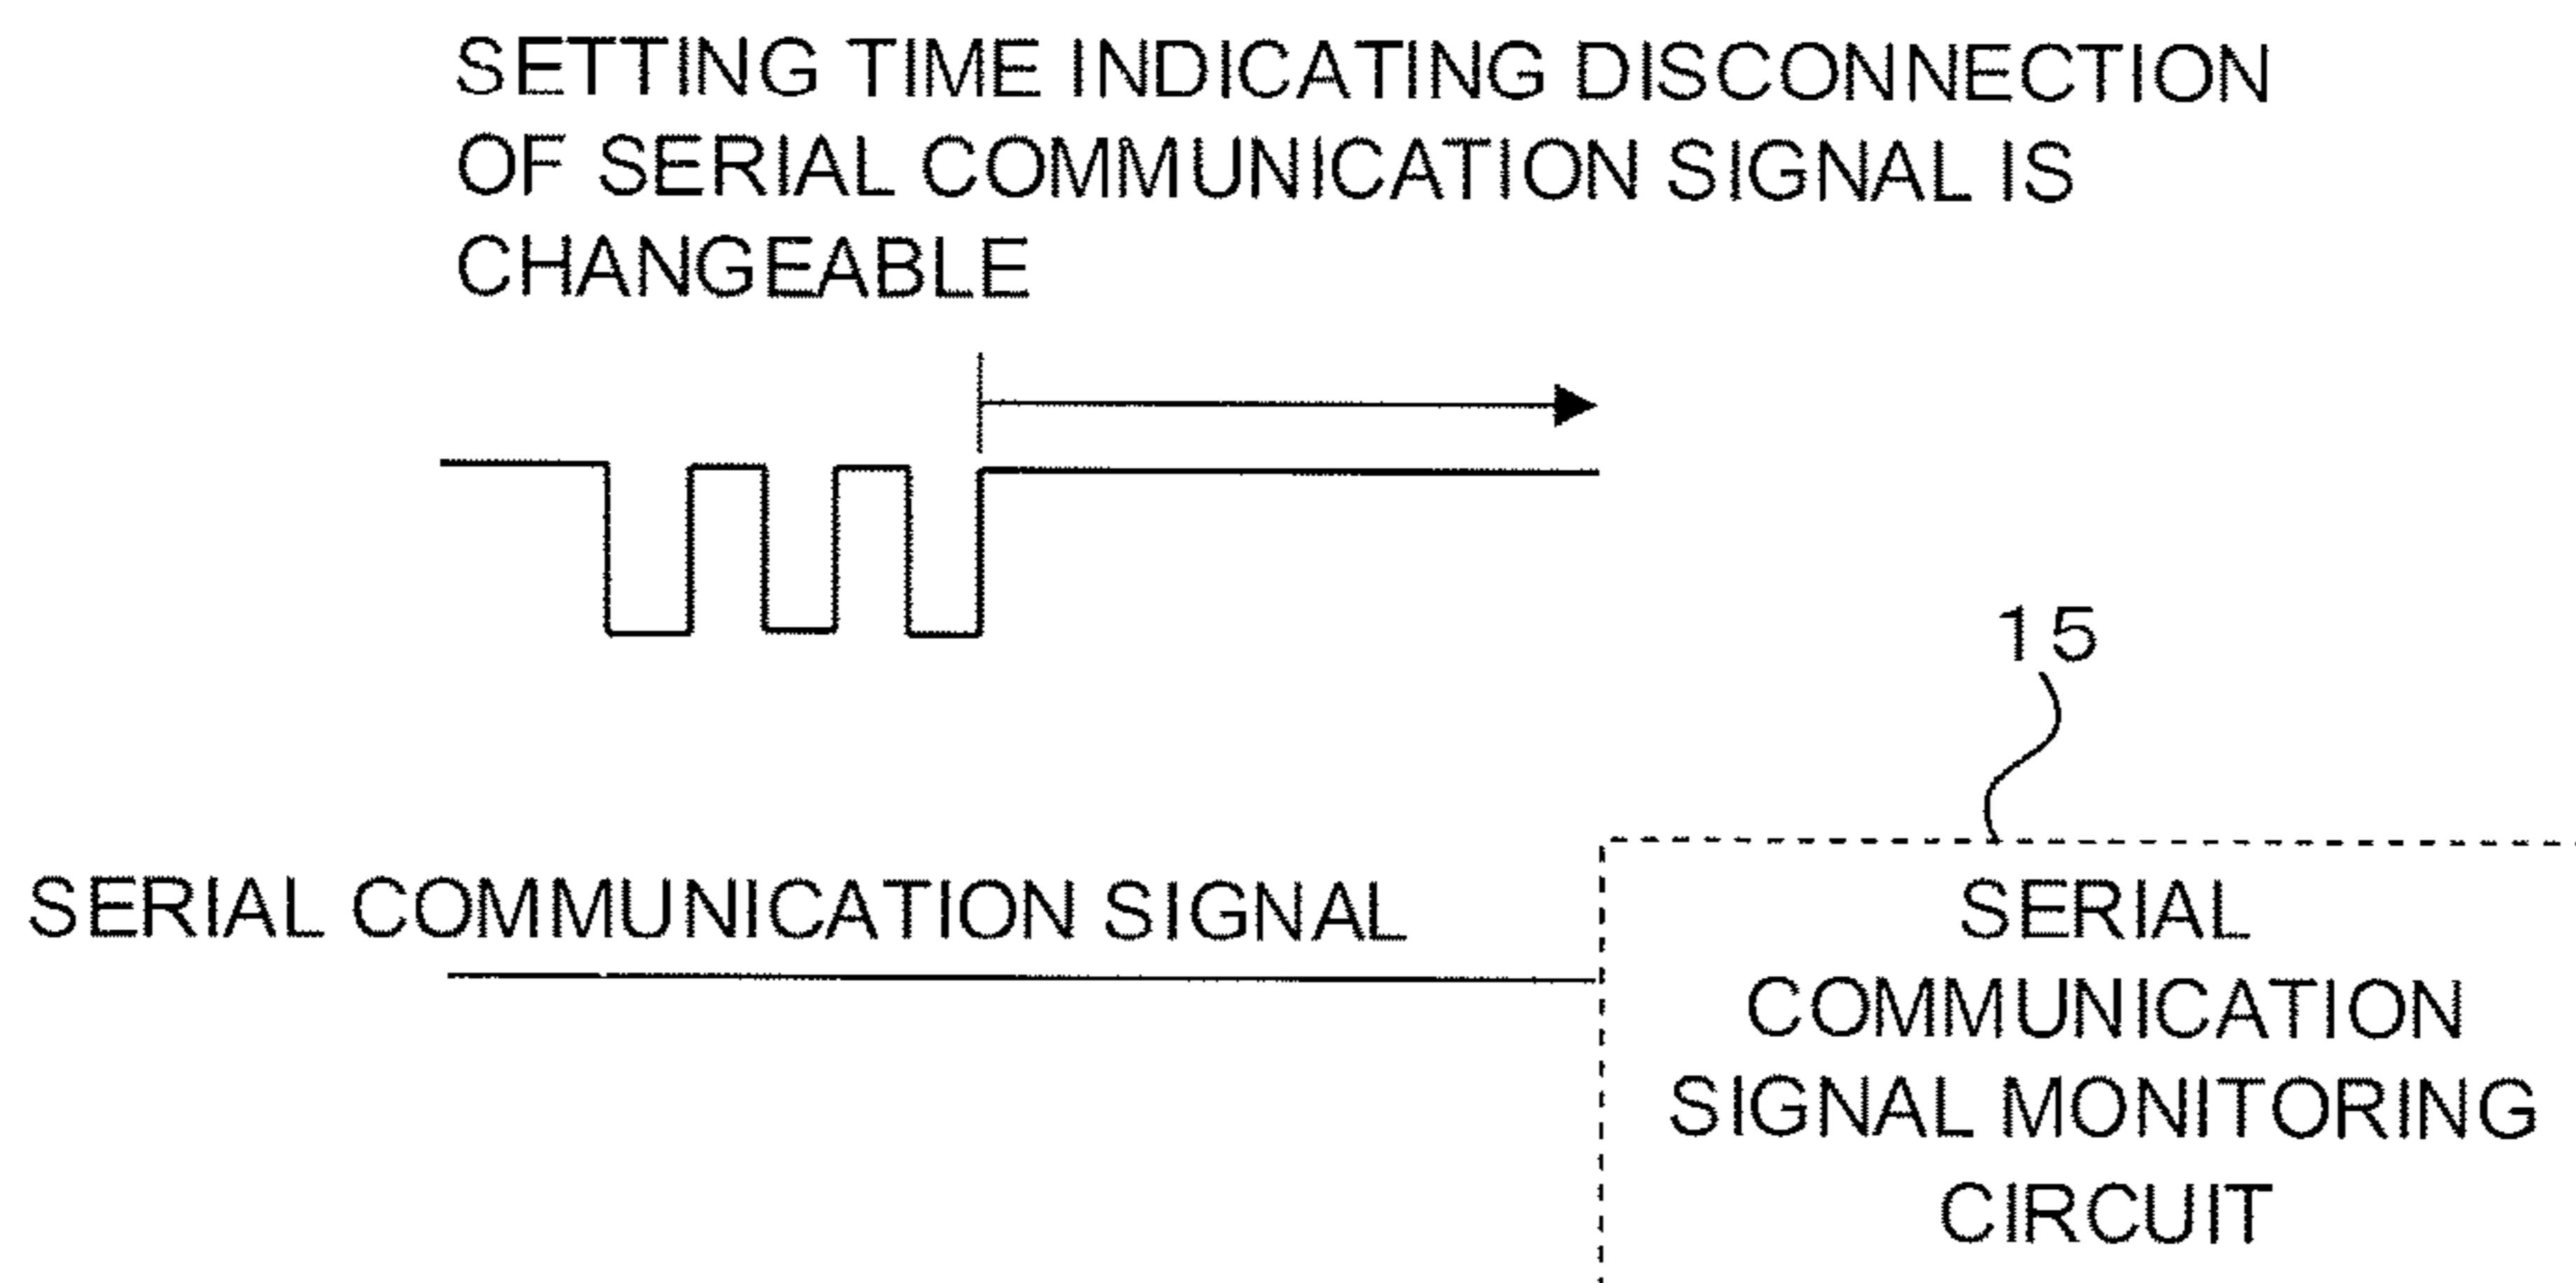 SETTING TIME INDICATING DISCONNECTION
OF SERIAL COMMUNICATION SIGNAL IS
CHANGEABLE
15
SERIAL COMMUNICATION SIGNAL
SERIAL
COMMUNICATION
SIGNAL MONITORING
CIRCUIT